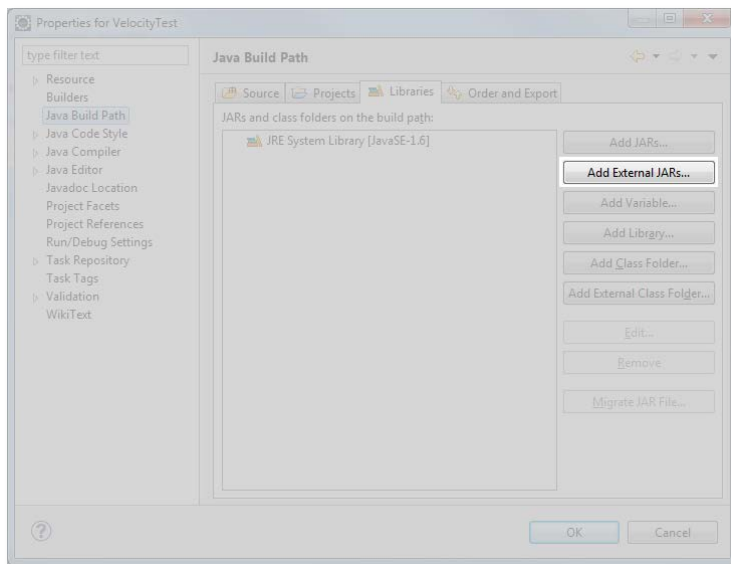 Properties for VelocityTest
type filter text
Resource
Builders
Java Build Path
Java Code Style
Java Compiler
Java Editor
Javadoc Location
Project Facets
Project References
Run/Debug Settings
Task Repository
Task Tags
Validation
WikiText
Java Build Path
Source Projects Libraries Order and Export
JARs and class folders on the build path:
JRE System Library [JavaSE-1.6]
Add JARs...
Add External JARs...
Add Variable...
Add Library...
Add Class Folder...
Add External Class Folder...
Edit...
Remove
Migrate JAR File...
?
OK Cancel